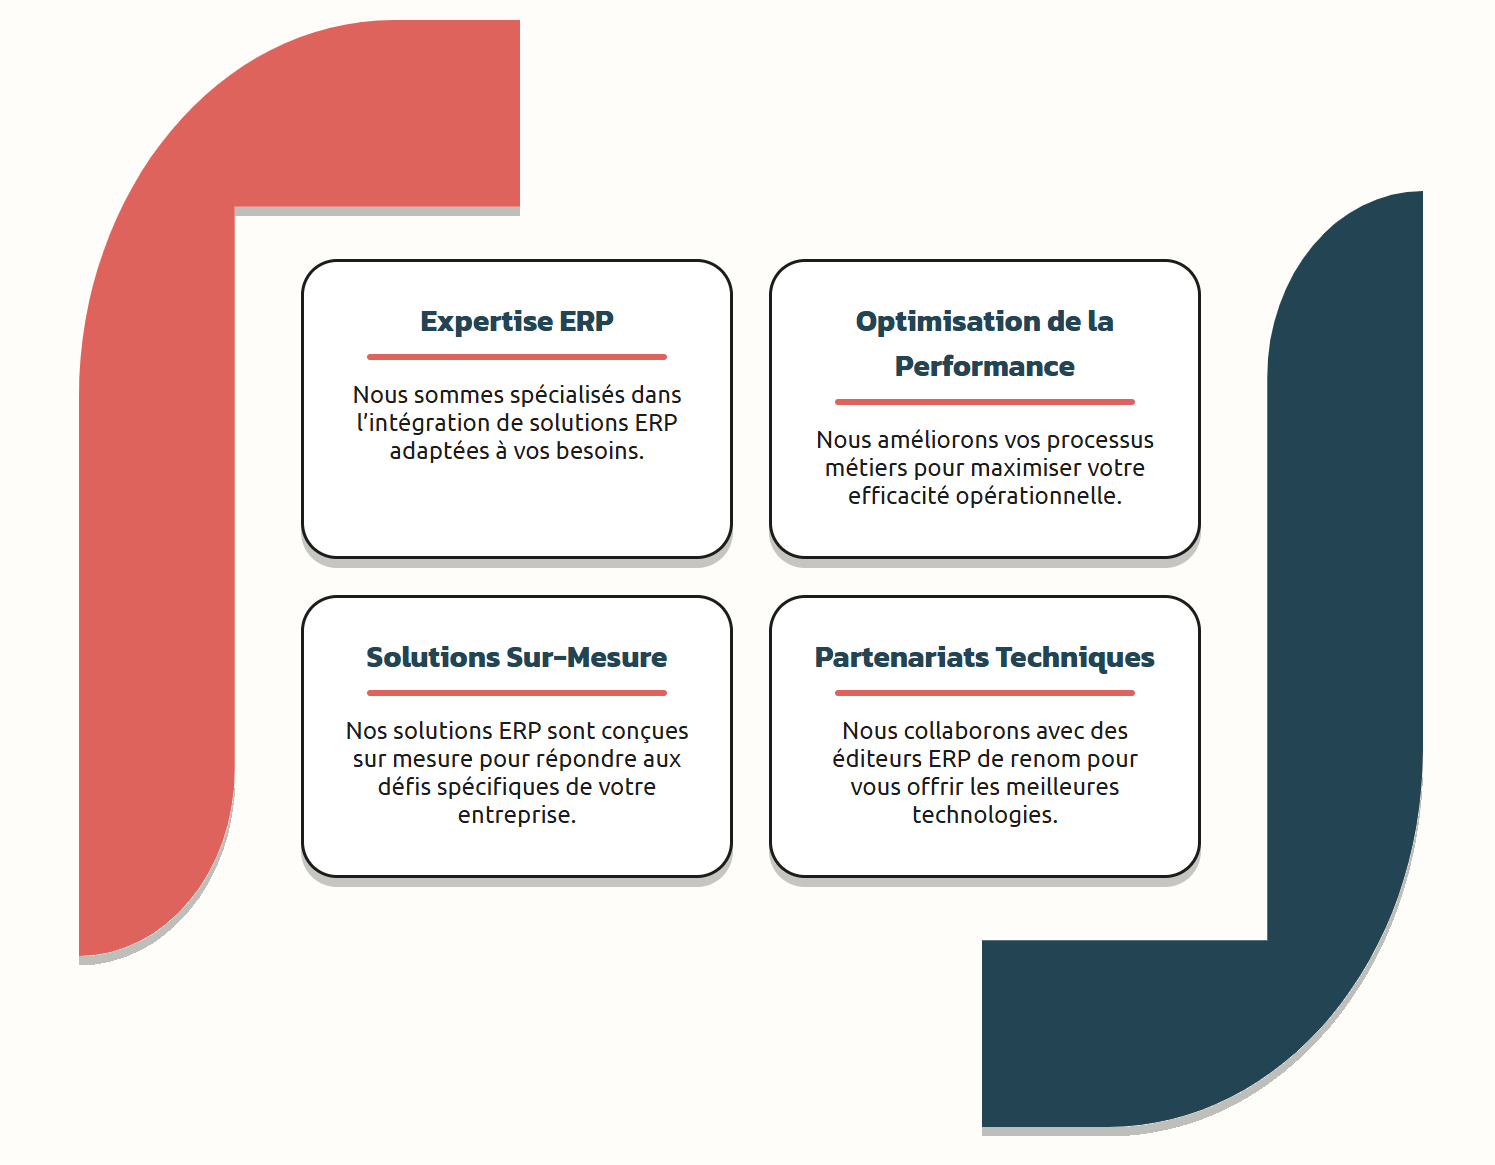 Expertise ERP
Nous sommes spécialisés dans
l’intégration de solutions ERP
adaptées à vos besoins.
Optimisation de la
Performance
Nous améliorons vos processus
métiers pour maximiser votre
efficacité opérationnelle.
Solutions Sur-Mesure
Nos solutions ERP sont conçues
sur mesure pour répondre aux
défis spécifiques de votre
entreprise.
Partenariats Techniques
Nous collaborons avec des
éditeurs ERP de renom pour
vous offrir les meilleures
technologies.